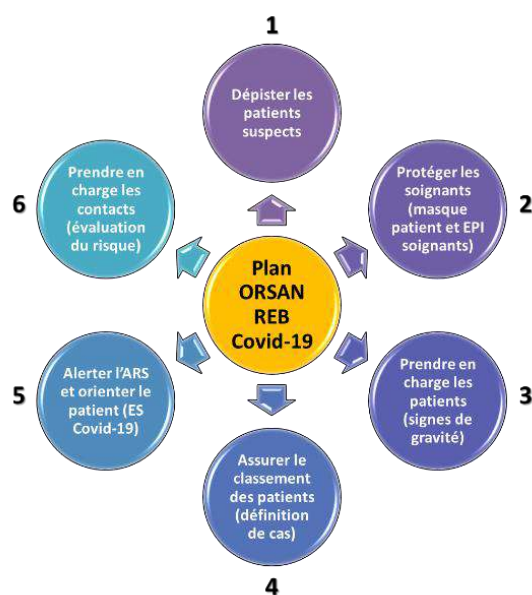 1
Dépister les
patients
suspects
2
Protéger les
soignants
(masque
patient et EPI
soignants)
3
Prendre en
charge les
patients
(signes de
gravité)
4
Assurer le
classement
des patients
(définition
de cas)
5
Alerter l'ARS
et orienter le
patient (ES
Covid-19)
6
Prendre en
charge les
contacts
(évaluation
du risque)
Plan
ORSAN
REB
Covid-19